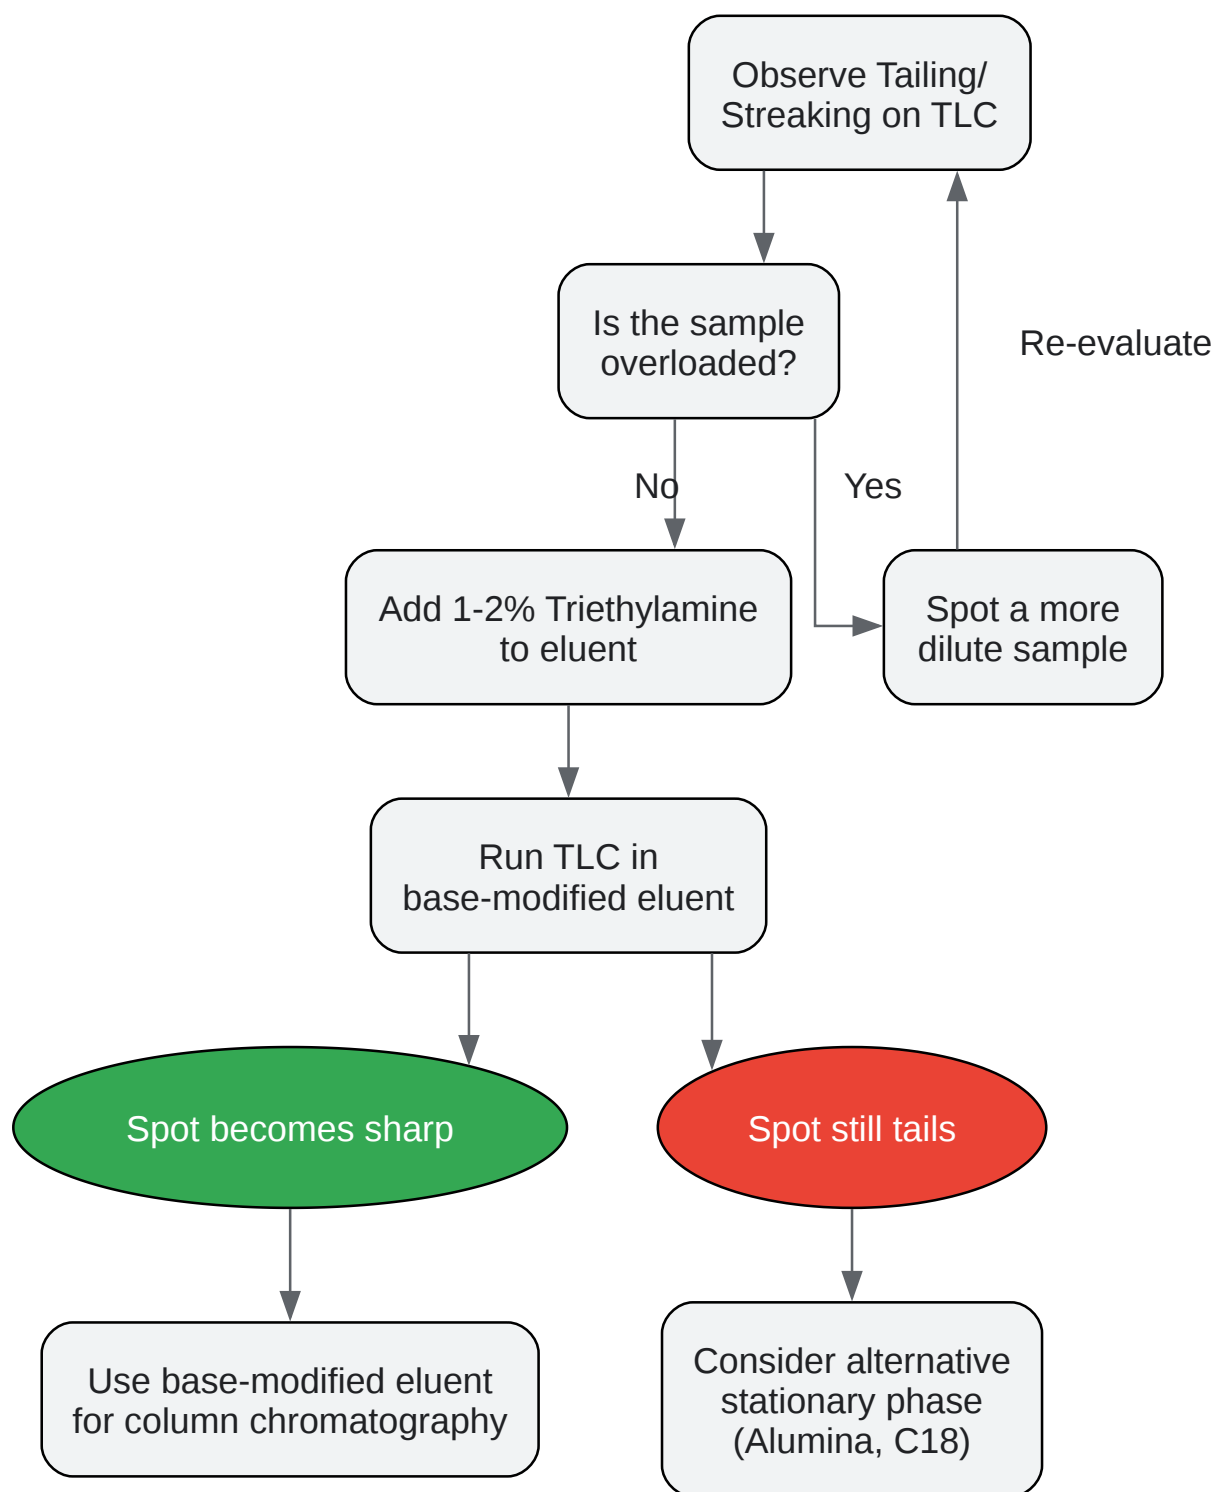 Observe Tailing/
Streaking on TLC
Is the sample
overloaded?
Re-evaluate
No
Yes
Add 1-2% Triethylamine
to eluent
Spot a more
dilute sample
Run TLC in
base-modified eluent
Spot becomes sharp
Spot still tails
Use base-modified eluent
for column chromatography
Consider alternative
stationary phase
(Alumina, C18)